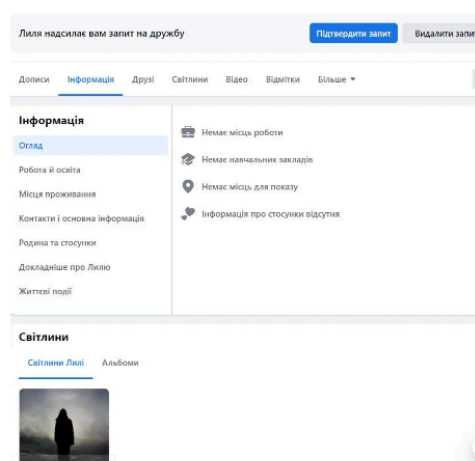 Лиля надсилає вам запит на дружбу
Підтвердити запит
Видалити запит
Дописи Інформація Друзі Світлини Відео Відмітки Більше
Інформація
Огляд
Робота й освіта
Місця проживання
Контакти і основна інформація
Родина та стосунки
Докладніше про Лилю
Життєві події
Немає місць роботи
Немає навчальних закладів
Немає місць для показу
Інформація про стосунки відсутня
Світлини
Світлини Лилі Альбоми